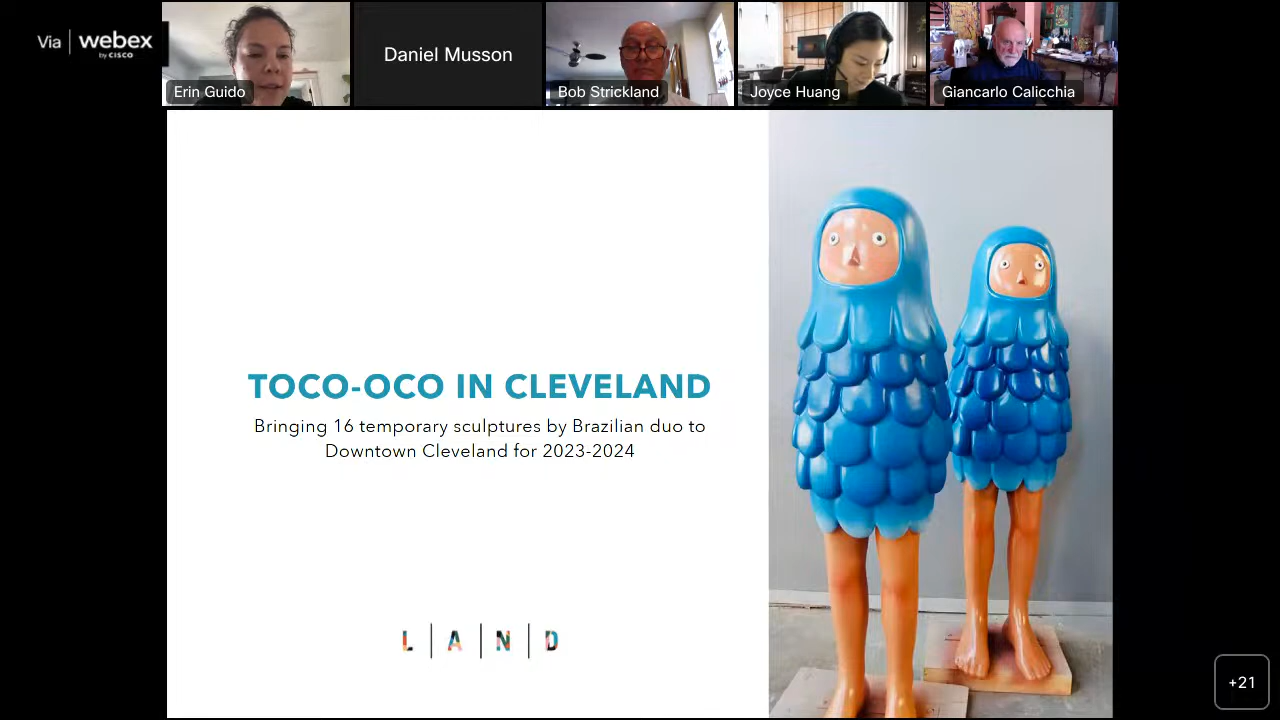 Via | webex
by CISCO
Erin Guido
Daniel Musson
Bob Strickland
Joyce Huang
Giancarlo Calicchia
TOCO-OCO IN CLEVELAND
Bringing 16 temporary sculptures by Brazilian duo to
Downtown Cleveland for 2023-2024
L | A | N | D
+21